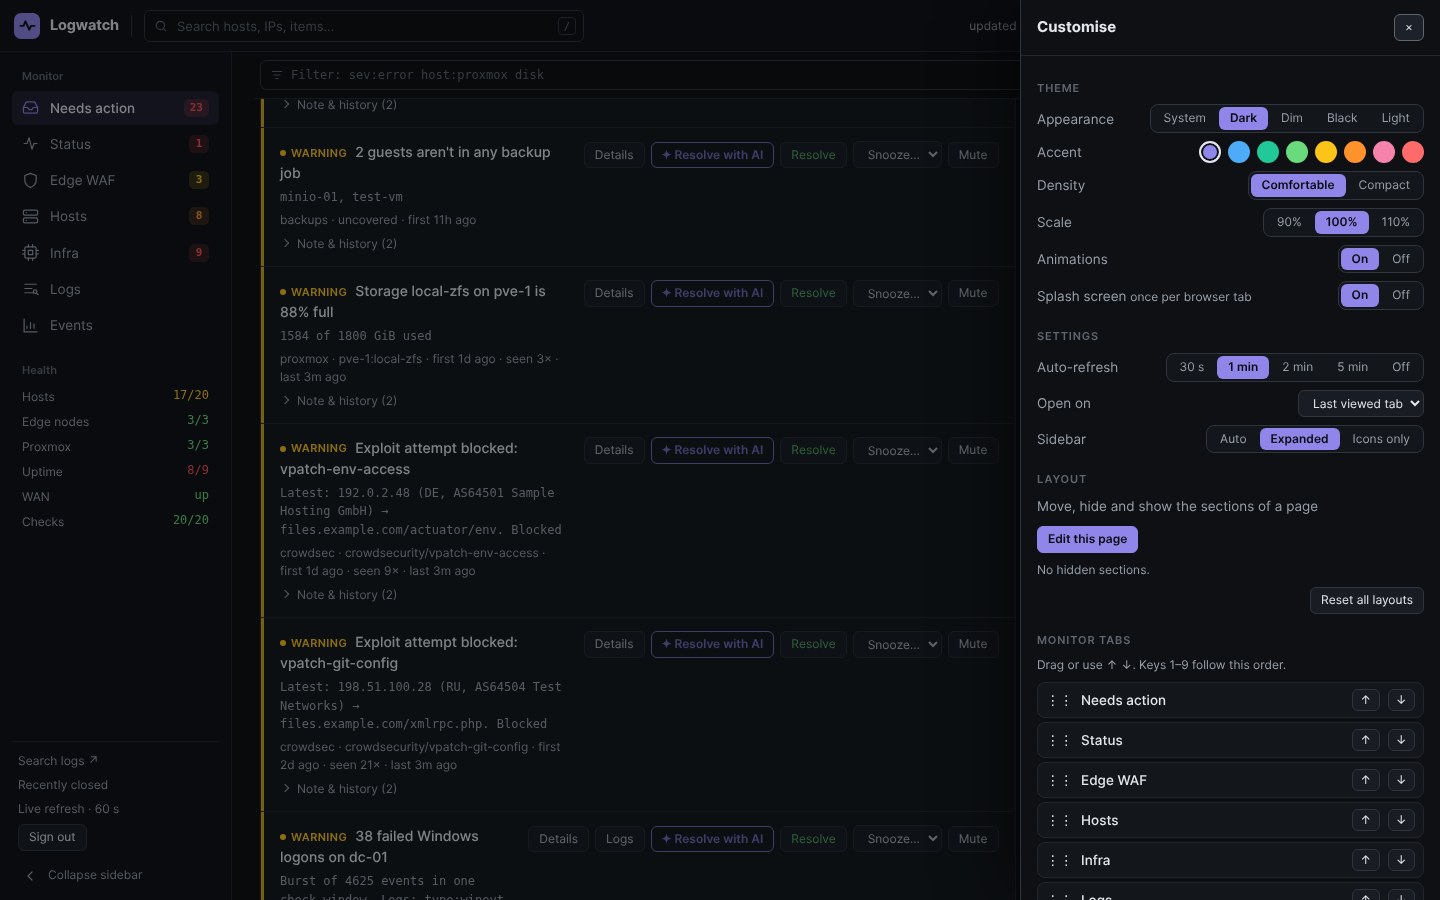 Logwatch
Search hosts, IPs, items...
/
updated
Customise
×
Monitor
Needs action 23
Status 1
Edge WAF 3
Hosts 8
Infra 9
Logs
Events
Health
Hosts 17/20
Edge nodes 3/3
Proxmox 3/3
Uptime 8/9
WAN up
Checks 20/20
Search logs ↗
Recently closed
Live refresh · 60 s
Sign out
Collapse sidebar
Filter: sev:error host:proxmox disk
Note & history (2)
WARNING 2 guests aren't in any backup job
Details ✦ Resolve with AI Resolve Snooze... Mute
minio-01, test-vm
backups · uncovered · first 11h ago
Note & history (2)
WARNING Storage local-zfs on pve-1 is
88% full
Details ✦ Resolve with AI Resolve Snooze... Mute
1584 of 1800 GiB used
proxmox · pve-1:local-zfs · first 1d ago · seen 3× ·
last 3m ago
Note & history (2)
WARNING Exploit attempt blocked:
vpatch-env-access
Details ✦ Resolve with AI Resolve Snooze... Mute
Latest: 192.0.2.48 (DE, AS64501 Sample
Hosting GmbH) →
files.example.com/actuator/env. Blocked
crowdsec · crowdsecurity/vpatch-env-access ·
first 1d ago · seen 9× · last 3m ago
Note & history (2)
WARNING Exploit attempt blocked:
vpatch-git-config
Details ✦ Resolve with AI Resolve Snooze... Mute
Latest: 198.51.100.28 (RU, AS64504 Test
Networks) →
files.example.com/xmlrpc.php. Blocked
crowdsec · crowdsecurity/vpatch-git-config · first
2d ago · seen 21× · last 3m ago
Note & history (2)
WARNING 38 failed Windows
logons on dc-01
Details Logs ✦ Resolve with AI Resolve Snooze... Mute
Burst of 4625 events in one
check window. Logs: type:winevt
THEME
Appearance System Dark Dim Black Light
Accent
Density Comfortable Compact
Scale 90% 100% 110%
Animations On Off
Splash screen once per browser tab On Off
SETTINGS
Auto-refresh 30 s 1 min 2 min 5 min Off
Open on Last viewed tab
Sidebar Auto Expanded Icons only
LAYOUT
Move, hide and show the sections of a page
Edit this page
No hidden sections.
Reset all layouts
MONITOR TABS
Drag or use ↑ ↓. Keys 1–9 follow this order.
Needs action ↑ ↓
Status ↑ ↓
Edge WAF ↑ ↓
Hosts ↑ ↓
Infra ↑ ↓
Logs ↑ ↓